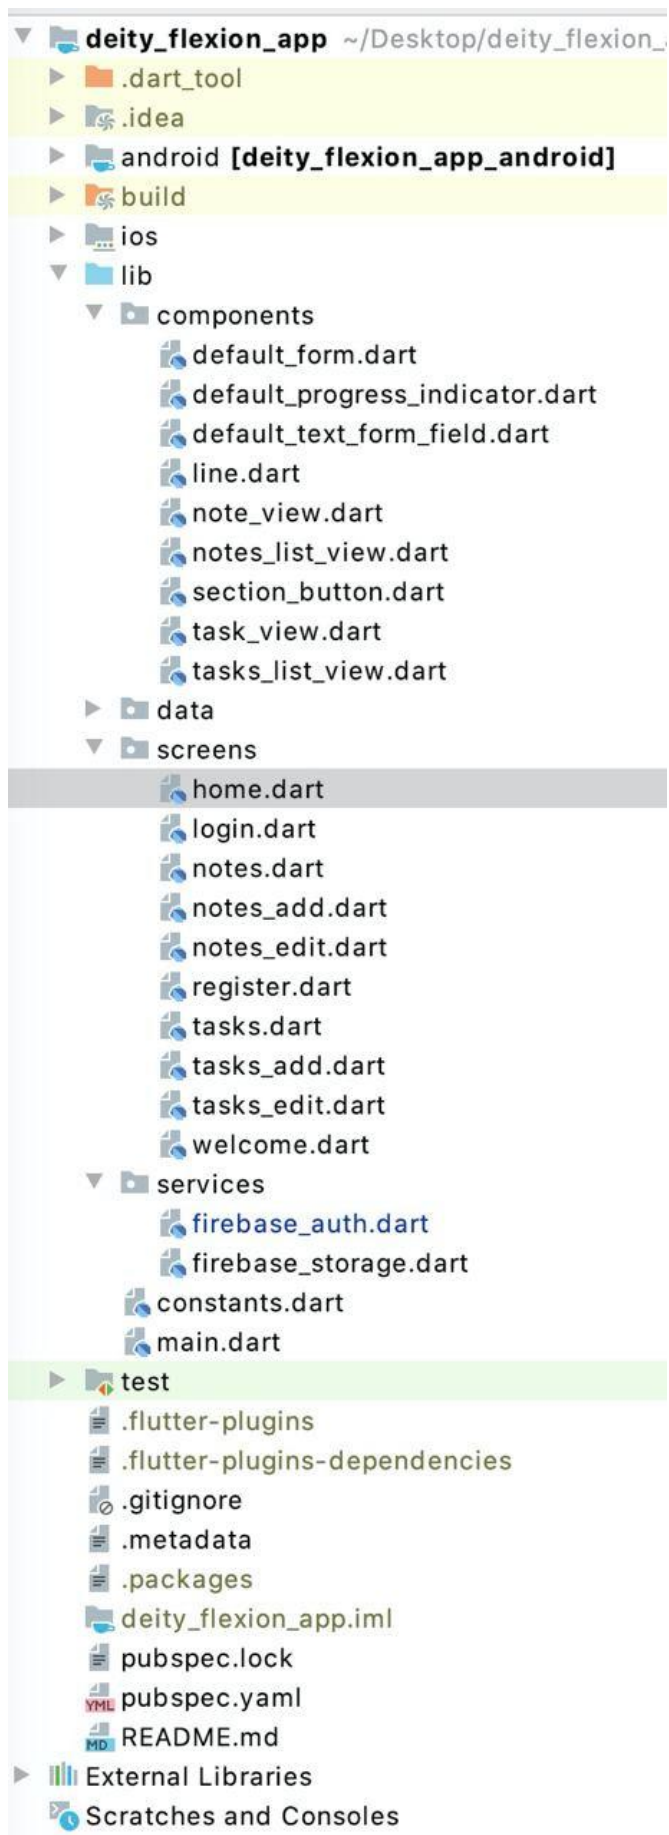 deity_flexion_app ~/Desktop/deity_flexion_
.dart_tool
.idea
android [deity_flexion_app_android]
build
ios
lib
components
default_form.dart
default_progress_indicator.dart
default_text_form_field.dart
line.dart
note_view.dart
notes_list_view.dart
section_button.dart
task_view.dart
tasks_list_view.dart
data
screens
home.dart
login.dart
notes.dart
notes_add.dart
notes_edit.dart
register.dart
tasks.dart
tasks_add.dart
tasks_edit.dart
welcome.dart
services
firebase_auth.dart
firebase_storage.dart
constants.dart
main.dart
test
.flutter-plugins
.flutter-plugins-dependencies
.gitignore
.metadata
.packages
deity_flexion_app.iml
pubspec.lock
YML pubspec.yaml
MD README.md
External Libraries
Scratches and Consoles